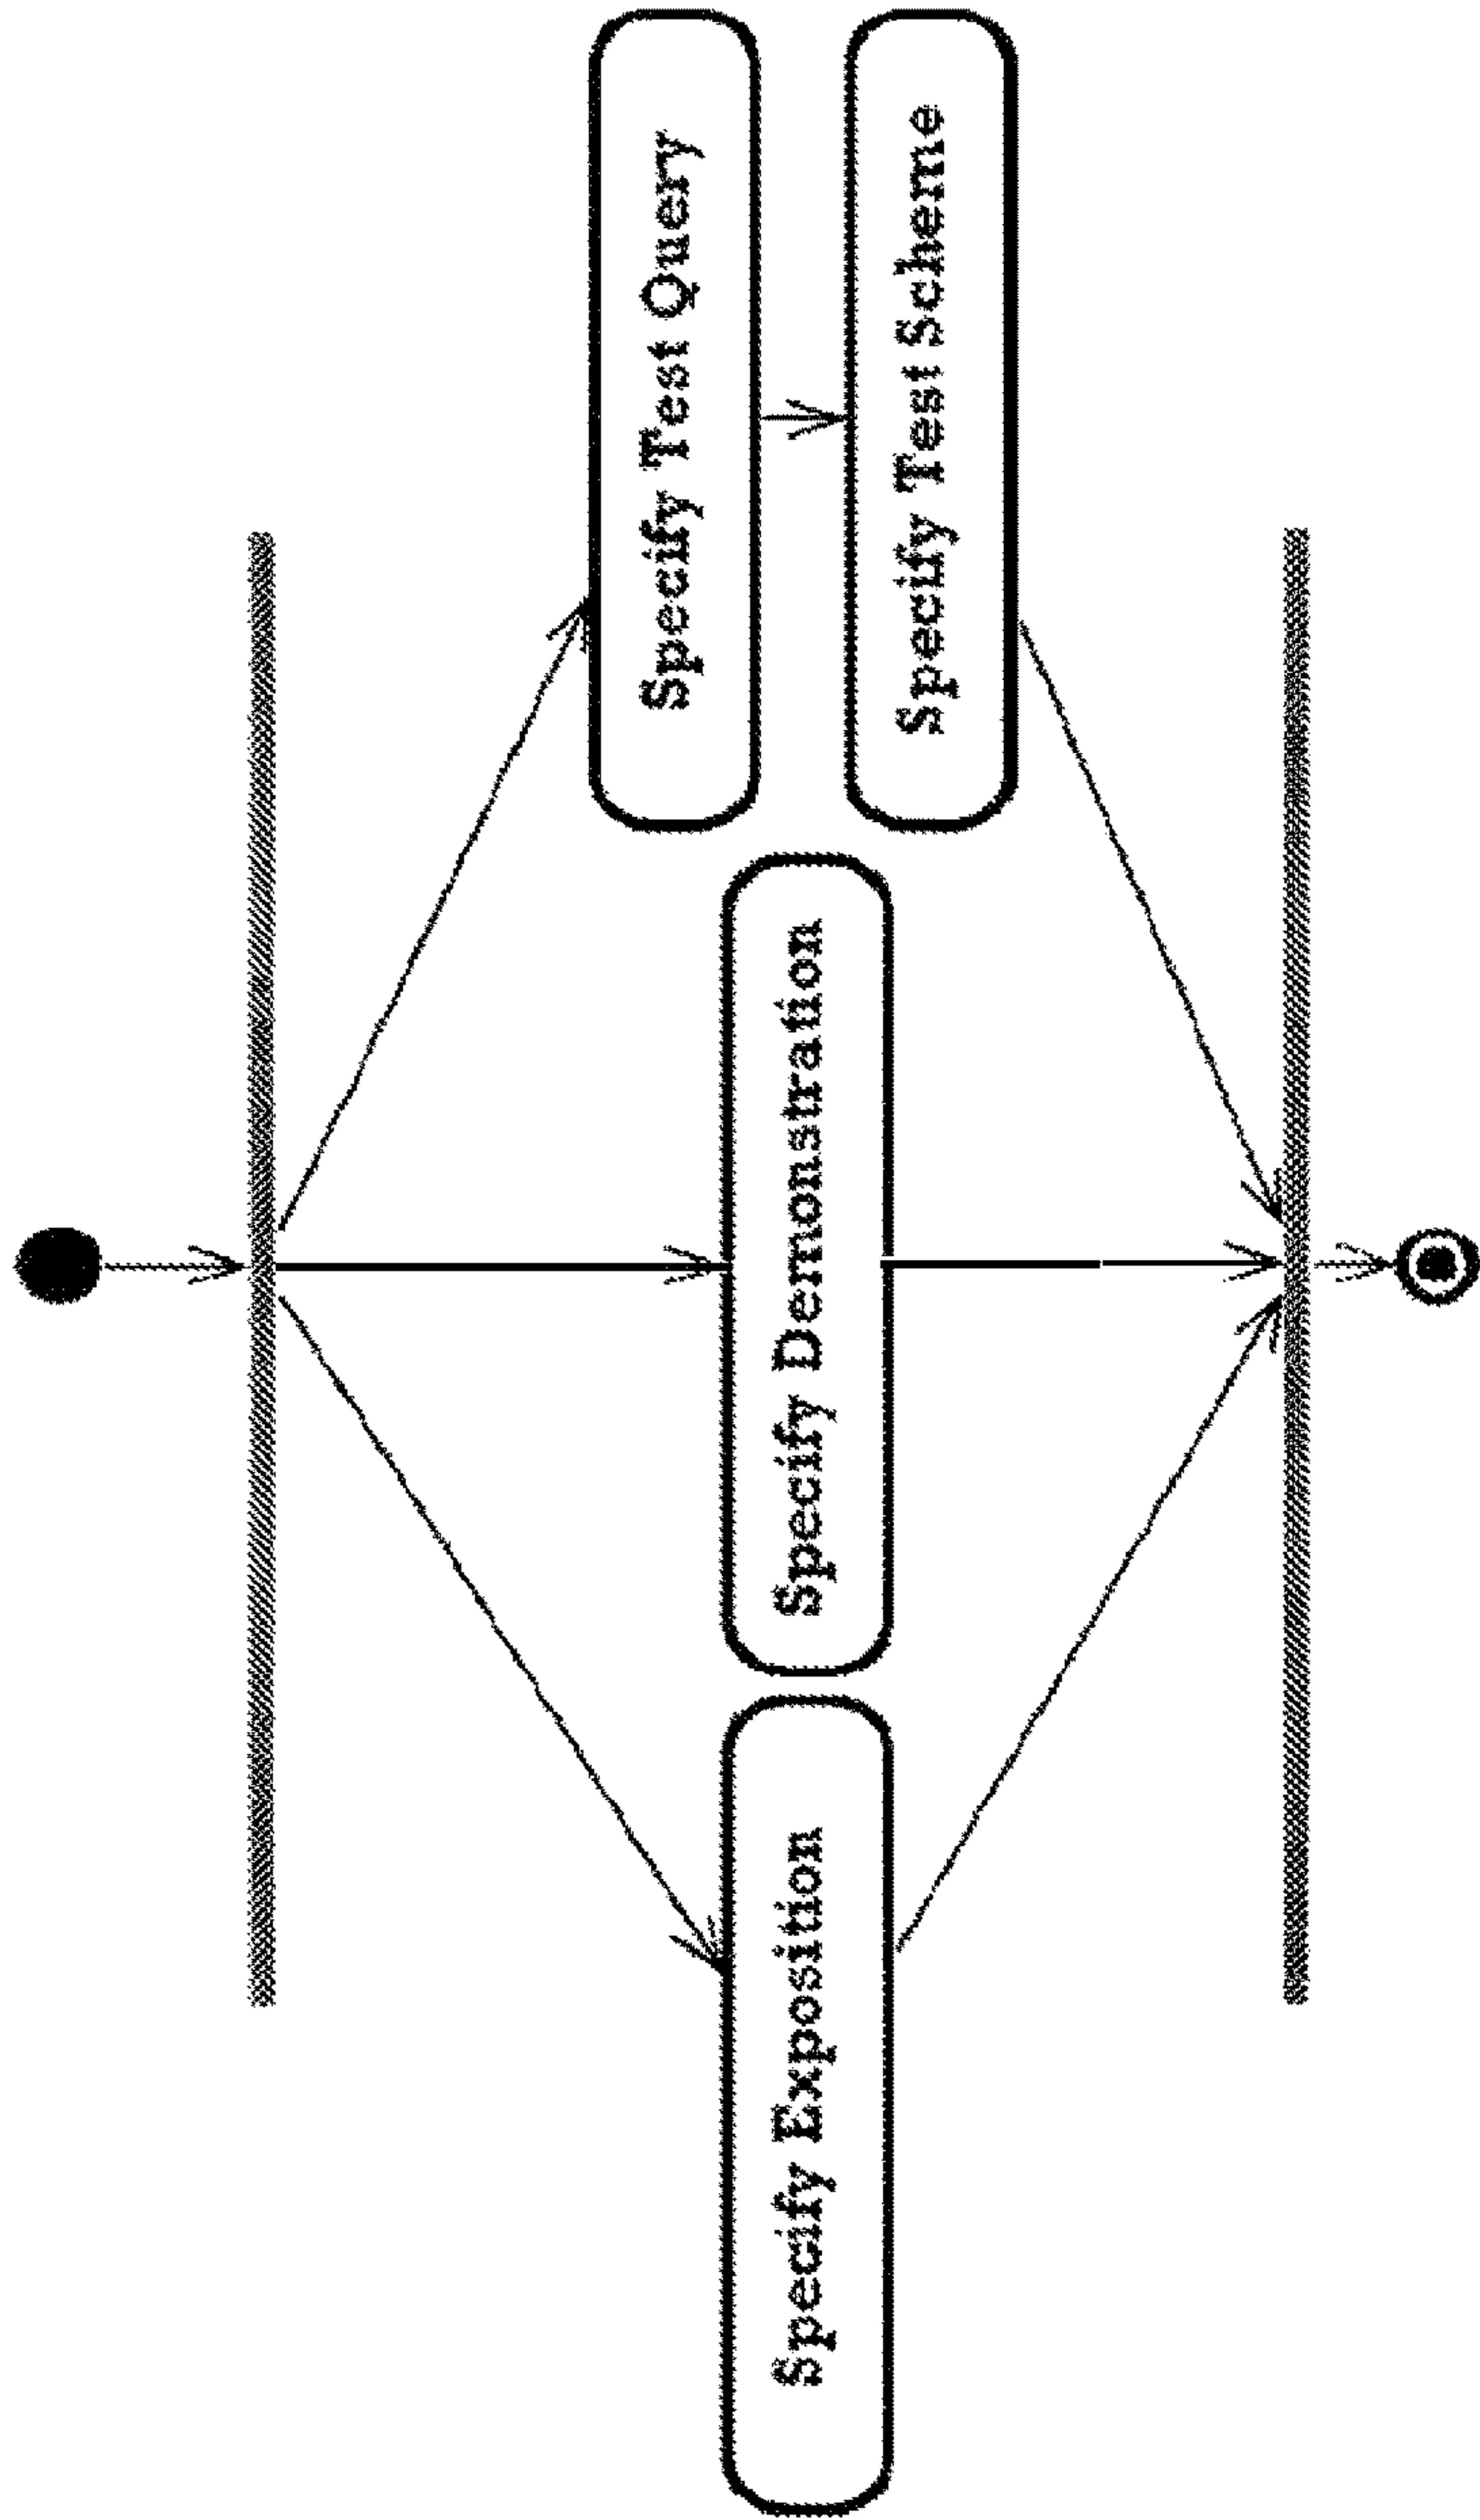 Specify Exposition
Specify Demonstration
Specify Test Query
Specify Test Scheme